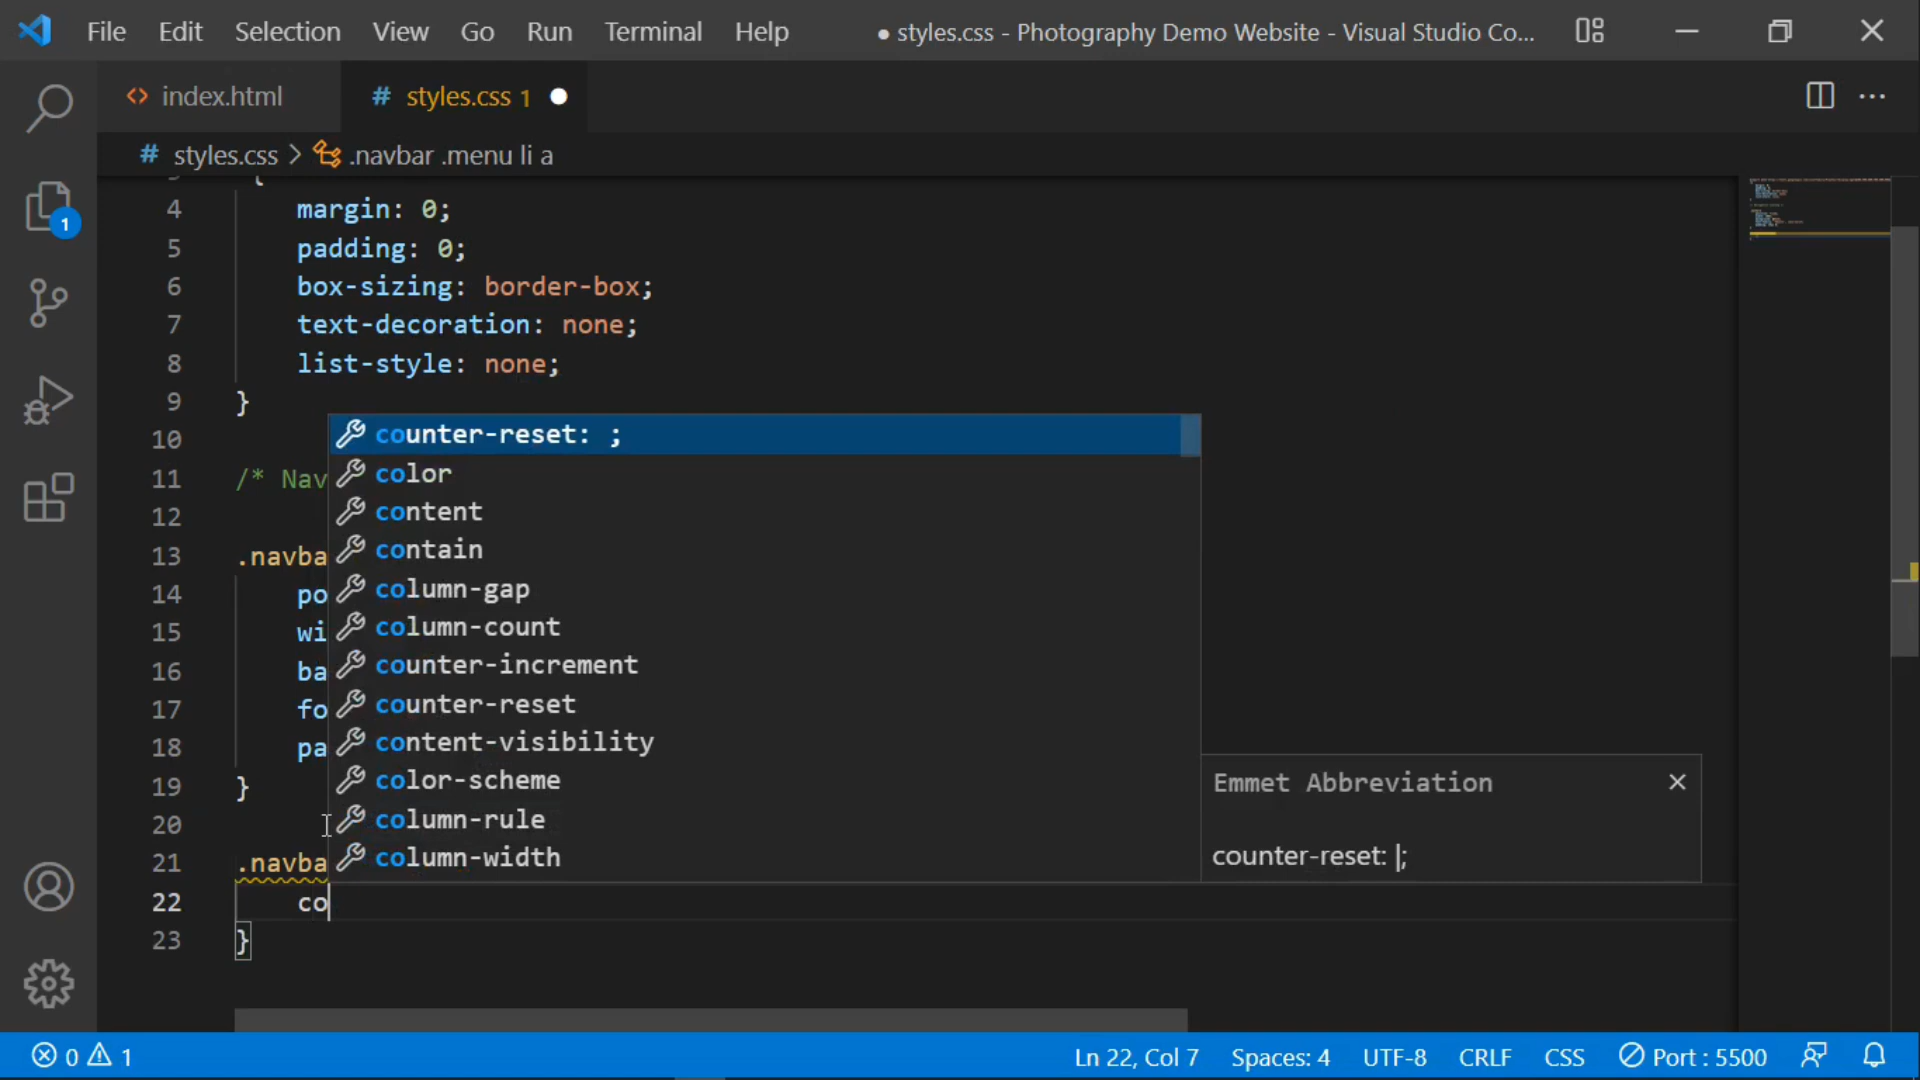 File Edit Selection View Go Run Terminal Help ● styles.css - Photography Demo Website - Visual Studio Co...
<> index.html # styles.css 1
# styles.css > .navbar .menu li a
{
4 margin: 0;
5 padding: 0;
6 box-sizing: border-box;
7 text-decoration: none;
8 list-style: none;
9 }
10 counter-reset: ;
color
11 /* Nav
content
12
contain
13 .navba
column-gap
14 po
column-count
15 wi
counter-increment
16 ba
counter-reset
17 fo
content-visibility
18 pa
color-scheme
19 }
Emmet Abbreviation
column-rule
20
column-width
counter-reset: |;
21 .navba
22 co
23 }
1
0 1 Ln 22, Col 7 Spaces: 4 UTF-8 CRLF CSS Port : 5500